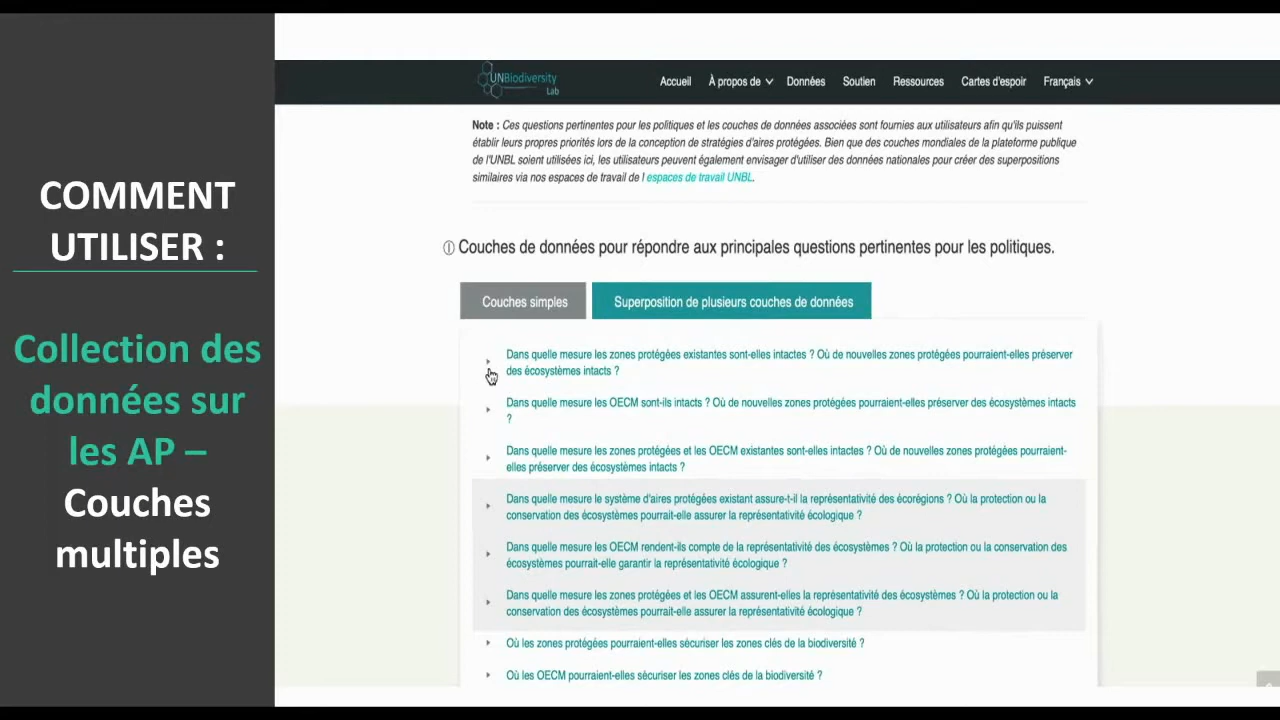 COMMENT
UTILISER :
Collection des
données sur
les AP –
Couches
multiples
UNBiodiversity
Lab
Accueil À propos de Données Soutien Ressources Cartes d'espoir Français
Note : Ces questions pertinentes pour les politiques et les couches de données associées sont fournies aux utilisateurs afin qu'ils puissent
établir leurs propres priorités lors de la conception de stratégies d'aires protégées. Bien que des couches mondiales de la plateforme publique
de l'UNBL soient utilisées ici, les utilisateurs peuvent également envisager d'utiliser des données nationales pour créer des superpositions
similaires via nos espaces de travail de l espaces de travail UNBL.
Ⓘ Couches de données pour répondre aux principales questions pertinentes pour les politiques.
Couches simples Superposition de plusieurs couches de données
Dans quelle mesure les zones protégées existantes sont-elles intactes ? Où de nouvelles zones protégées pourraient-elles préserver
des écosystèmes intacts ?
Dans quelle mesure les OECM sont-ils intacts ? Où de nouvelles zones protégées pourraient-elles préserver des écosystèmes intacts
?
Dans quelle mesure les zones protégées et les OECM existantes sont-elles intactes ? Où de nouvelles zones protégées pourraient-
elles préserver des écosystèmes intacts ?
Dans quelle mesure le système d'aires protégées existant assure-t-il la représentativité des écorégions ? Où la protection ou la
conservation des écosystèmes pourrait-elle assurer la représentativité écologique ?
Dans quelle mesure les OECM rendent-ils compte de la représentativité des écosystèmes ? Où la protection ou la conservation des
écosystèmes pourrait-elle garantir la représentativité écologique ?
Dans quelle mesure les zones protégées et les OECM assurent-elles la représentativité des écosystèmes ? Où la protection ou la
conservation des écosystèmes pourrait-elle assurer la représentativité écologique ?
Où les zones protégées pourraient-elles sécuriser les zones clés de la biodiversité ?
Où les OECM pourraient-elles sécuriser les zones clés de la biodiversité ?